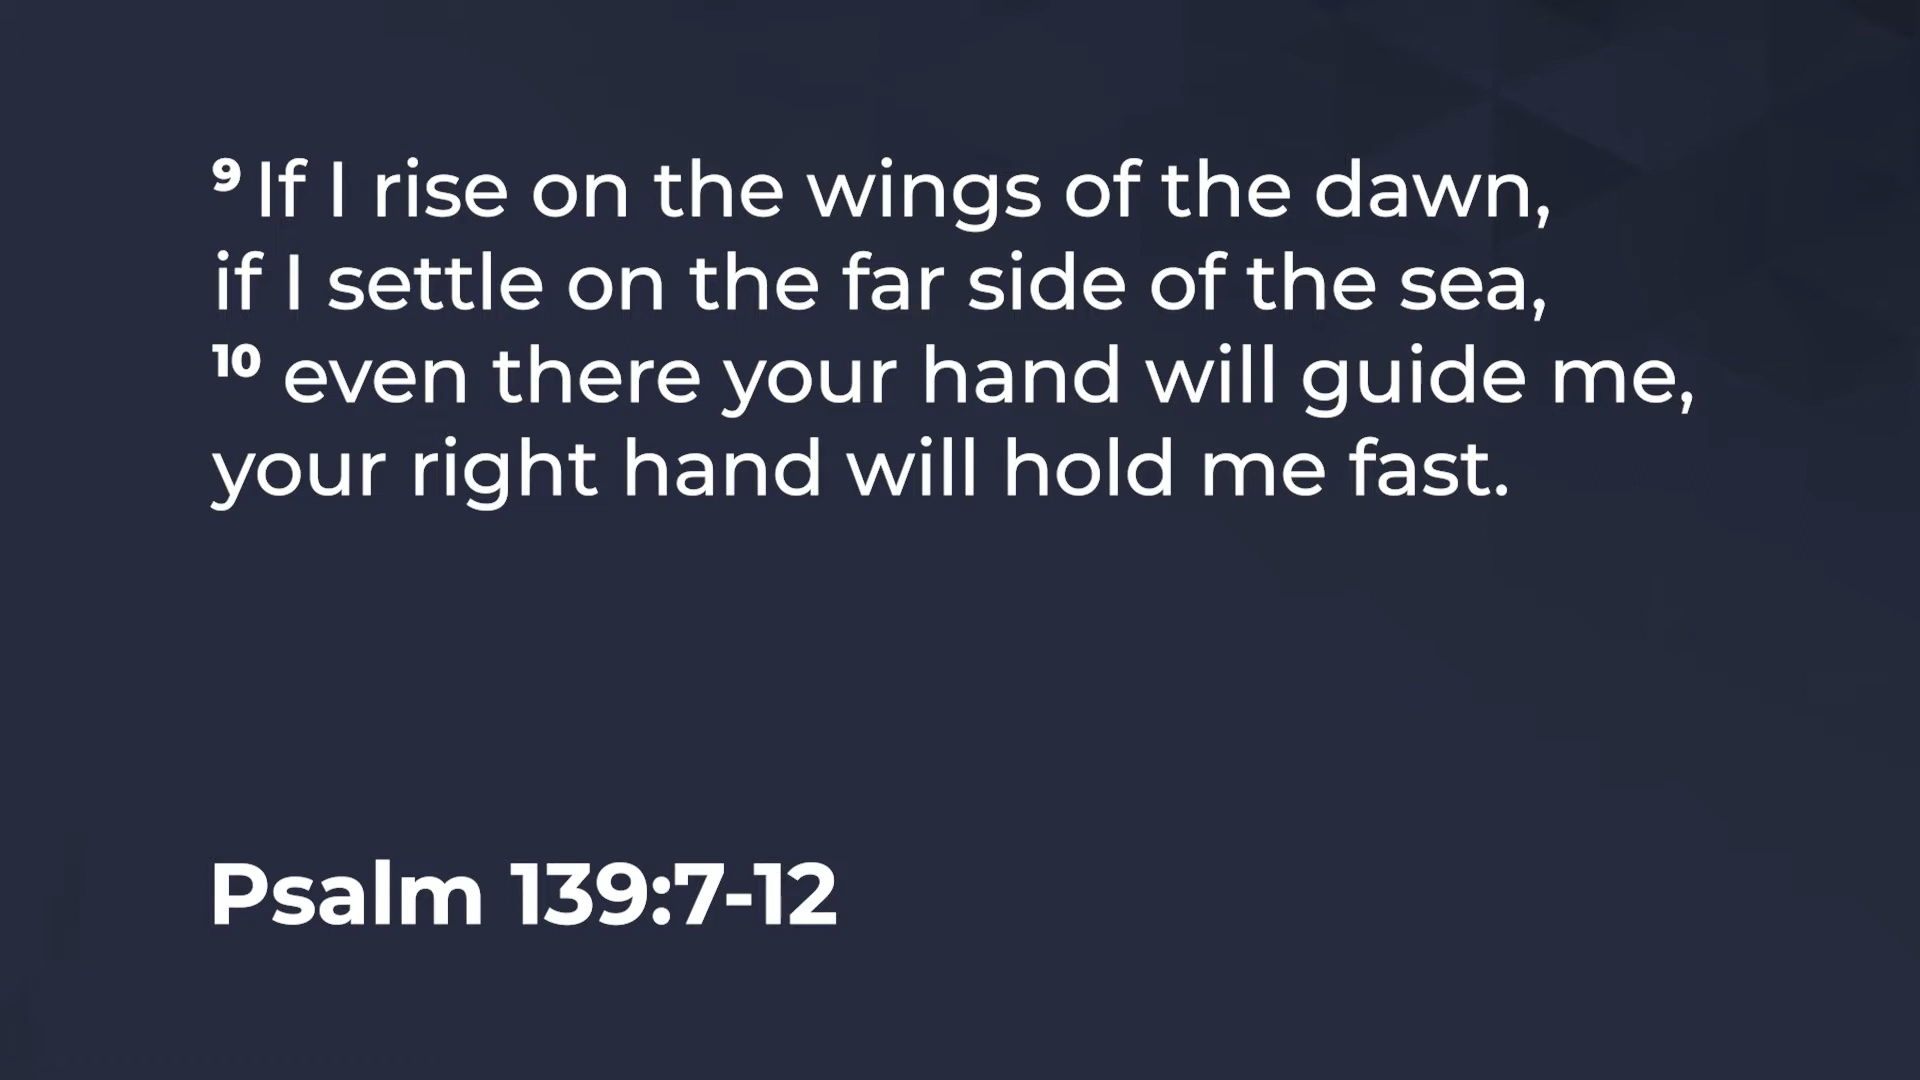 9 If I rise on the wings of the dawn,
if I settle on the far side of the sea,
10 even there your hand will guide me,
your right hand will hold me fast.
Psalm 139:7-12